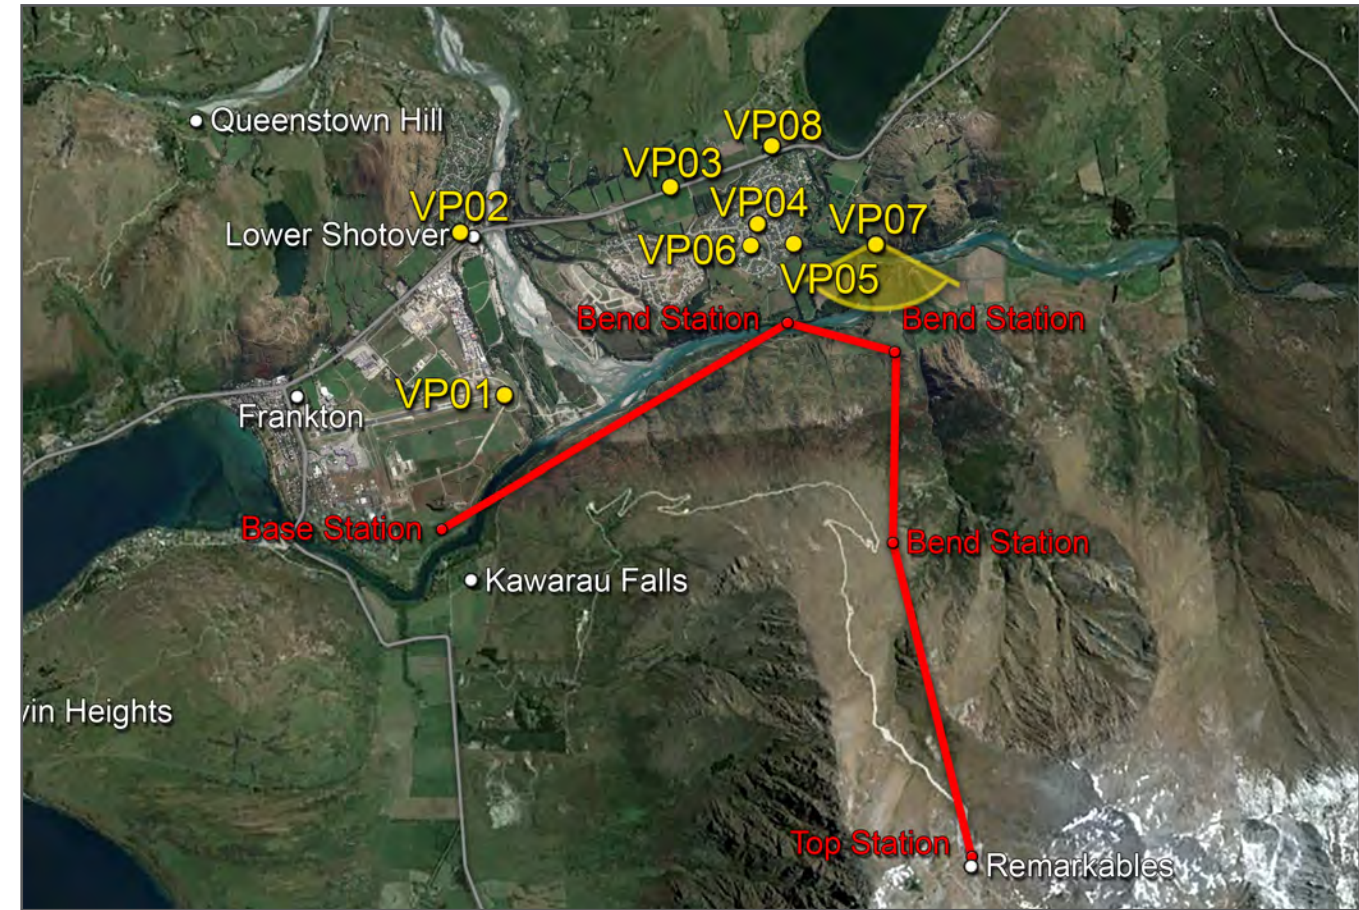 Queenstown Hill
VP08
VP03
VP02
VP04
VP07
Lower Shotover
VP06
VP05
Bend Station
Bend Station
VP01
Frankton
Base Station
Bend Station
Kawarau Falls
vin Heights
Top Station
Remarkables